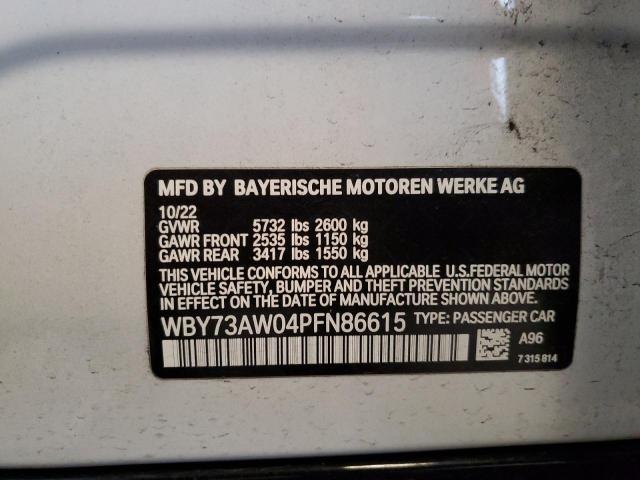 MFD BY BAYERISCHE MOTOREN WERKE AG
10/22
GVWR 5732 lbs 2600 kg
GAWR FRONT 2535 lbs 1150 kg
GAWR REAR 3417 lbs 1550 kg
THIS VEHICLE CONFORMS TO ALL APPLICABLE U.S.FEDERAL MOTOR
VEHICLE SAFETY, BUMPER AND THEFT PREVENTION STANDARDS
IN EFFECT ON THE DATE OF MANUFACTURE SHOWN ABOVE.
WBY73AW04PFN86615 TYPE: PASSENGER CAR
A96
7 315 814